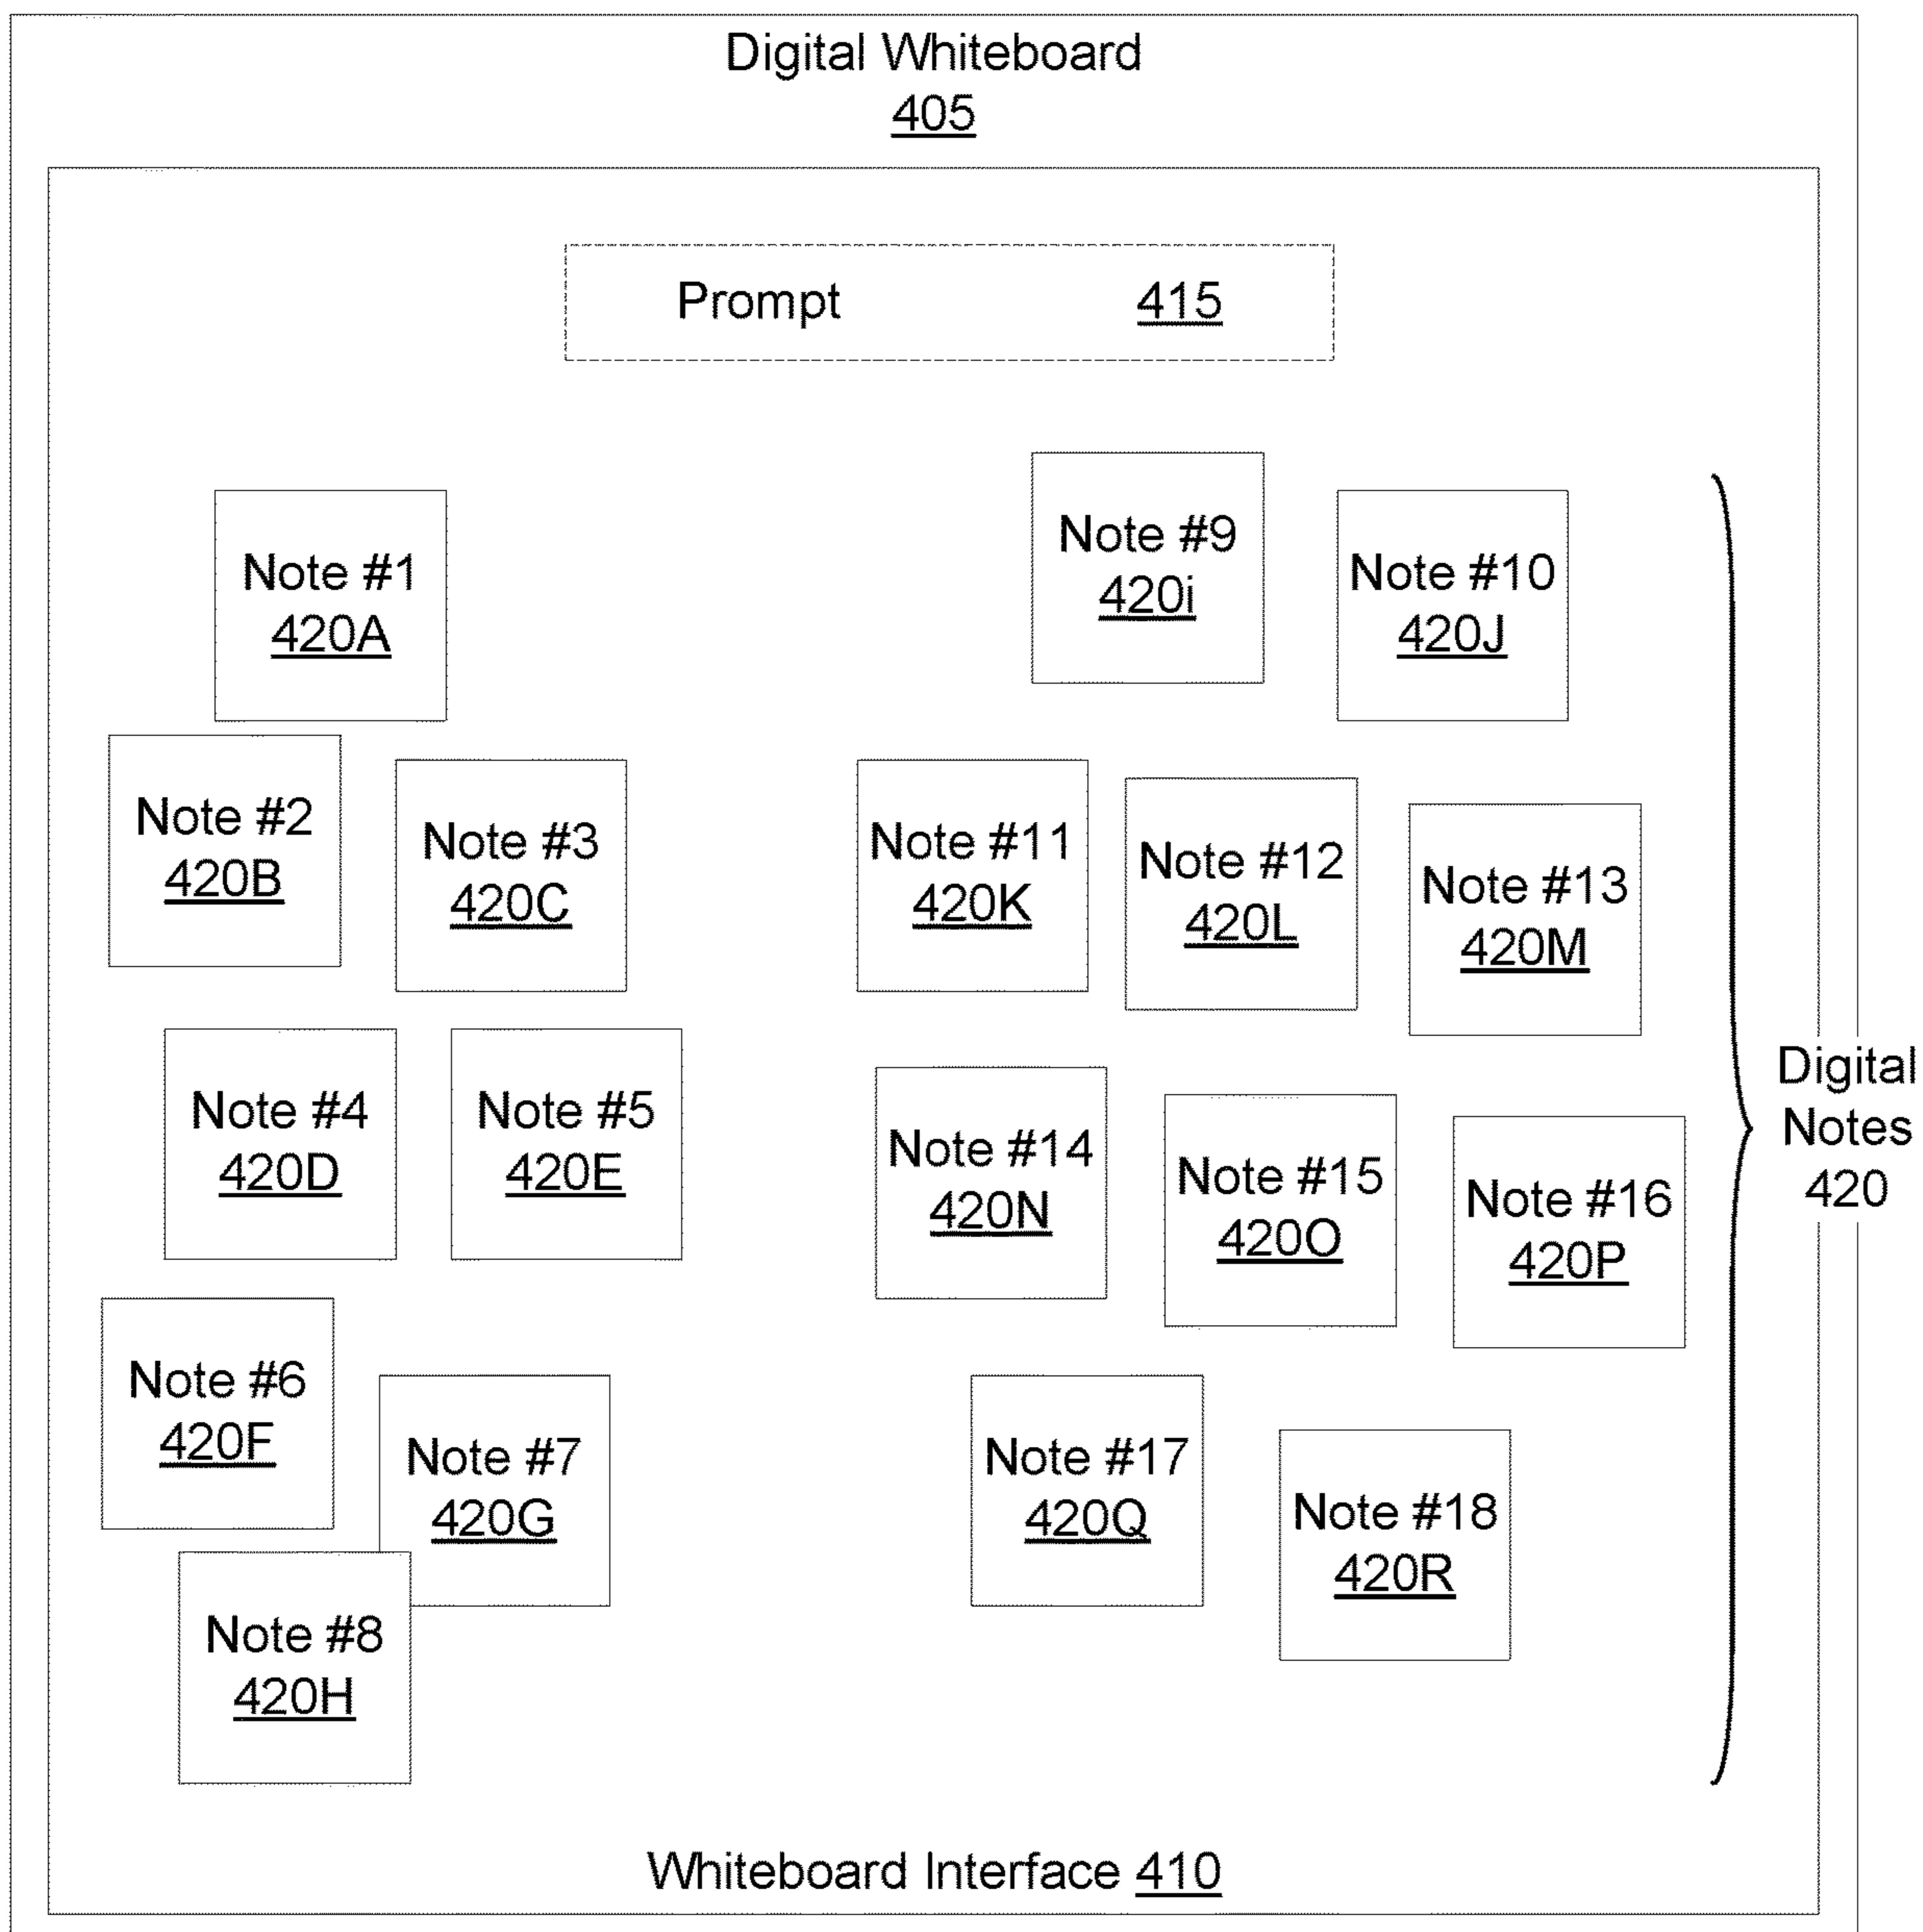 Digital Whiteboard
405
Prompt 415
Note #1
420A
Note #2
420B
Note #3
420C
Note #4
420D
Note #5
420E
Note #6
420F
Note #7
420G
Note #8
420H
Note #9
420i
Note #10
420J
Note #11
420K
Note #12
420L
Note #13
420M
Note #14
420N
Note #15
420O
Note #16
420P
Note #17
420Q
Note #18
420R
Digital
Notes
420
Whiteboard Interface 410